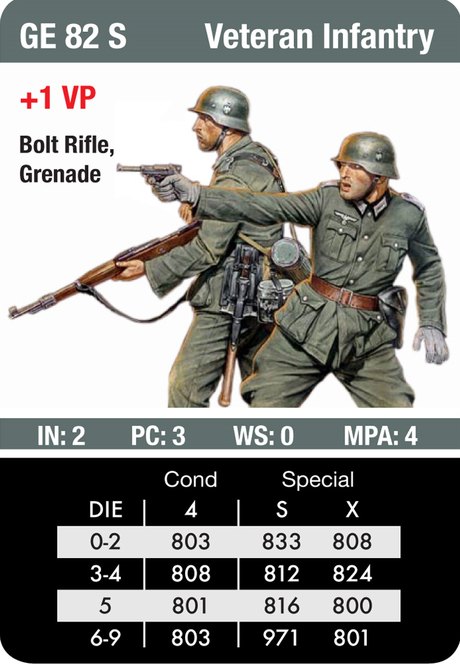 GE 82 S Veteran Infantry
+1 VP
Bolt Rifle,
Grenade
IN: 2 PC: 3 WS: 0 MPA: 4
Cond Special
DIE 4 S X
0-2 803 833 808
3-4 808 812 824
5 801 816 800
6-9 803 971 801